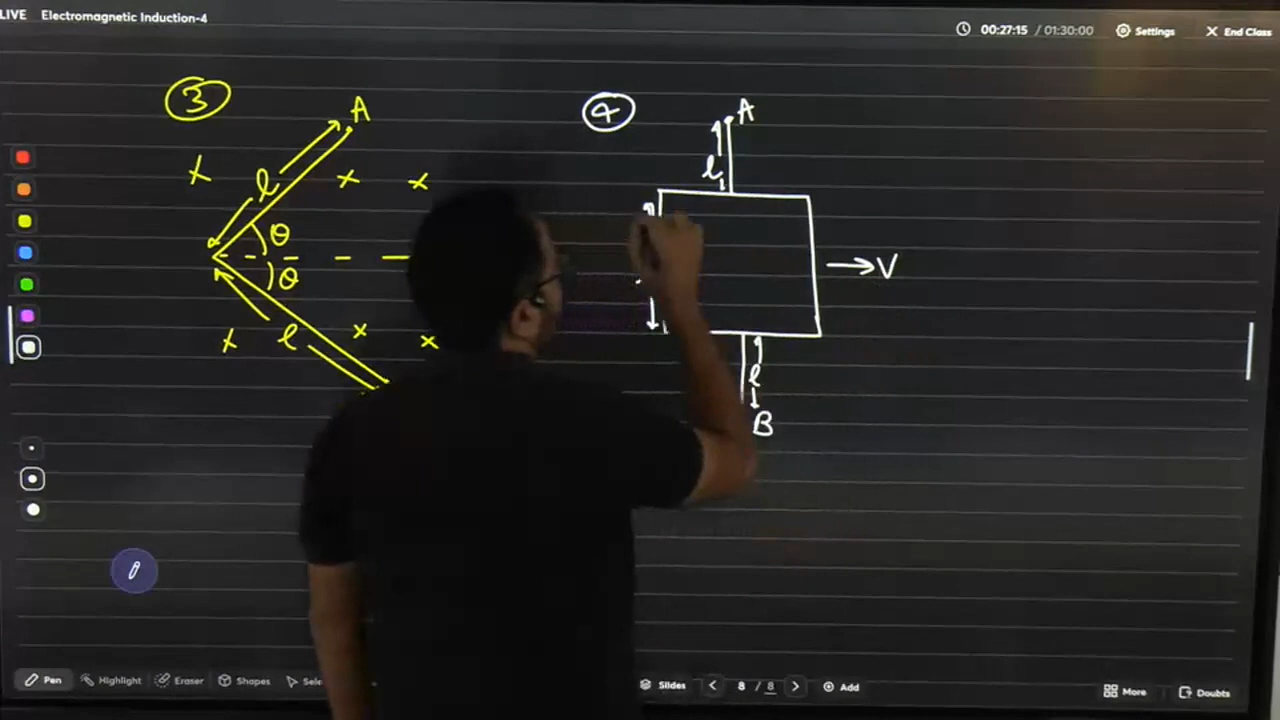 LIVE Electromagnetic Induction-4
00:27:15 / 01:30:00 Settings End Class
3
A
l
θ
θ
l
4
A
l
V
l
B
Pen Highlight Eraser Shapes
Slides 8 / 8 Add
More Doubts